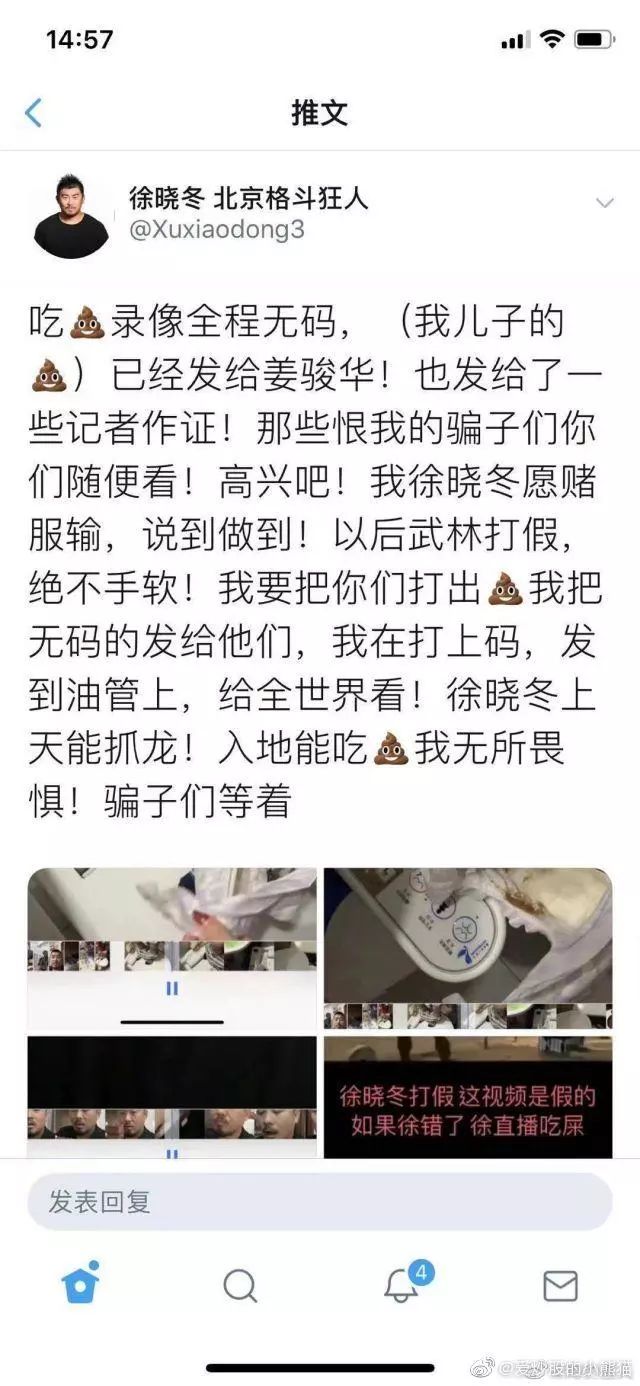 14:57
推文
徐晓冬 北京格斗狂人
@Xuxiaodong3
吃💩录像全程无码，（我儿子的
💩）已经发给姜骏华！也发给了一
些记者作证！那些恨我的骗子们你
们随便看！高兴吧！我徐晓冬愿赌
服输，说到做到！以后武林打假，
绝不手软！我要把你们打出💩我把
无码的发给他们，我在打上码，发
到油管上，给全世界看！徐晓冬上
天能抓龙！入地能吃💩我无所畏
惧！骗子们等着
徐晓冬打假 这视频是假的
如果徐错了 徐直播吃屎
发表回复
4
@爱炒股的小熊猫